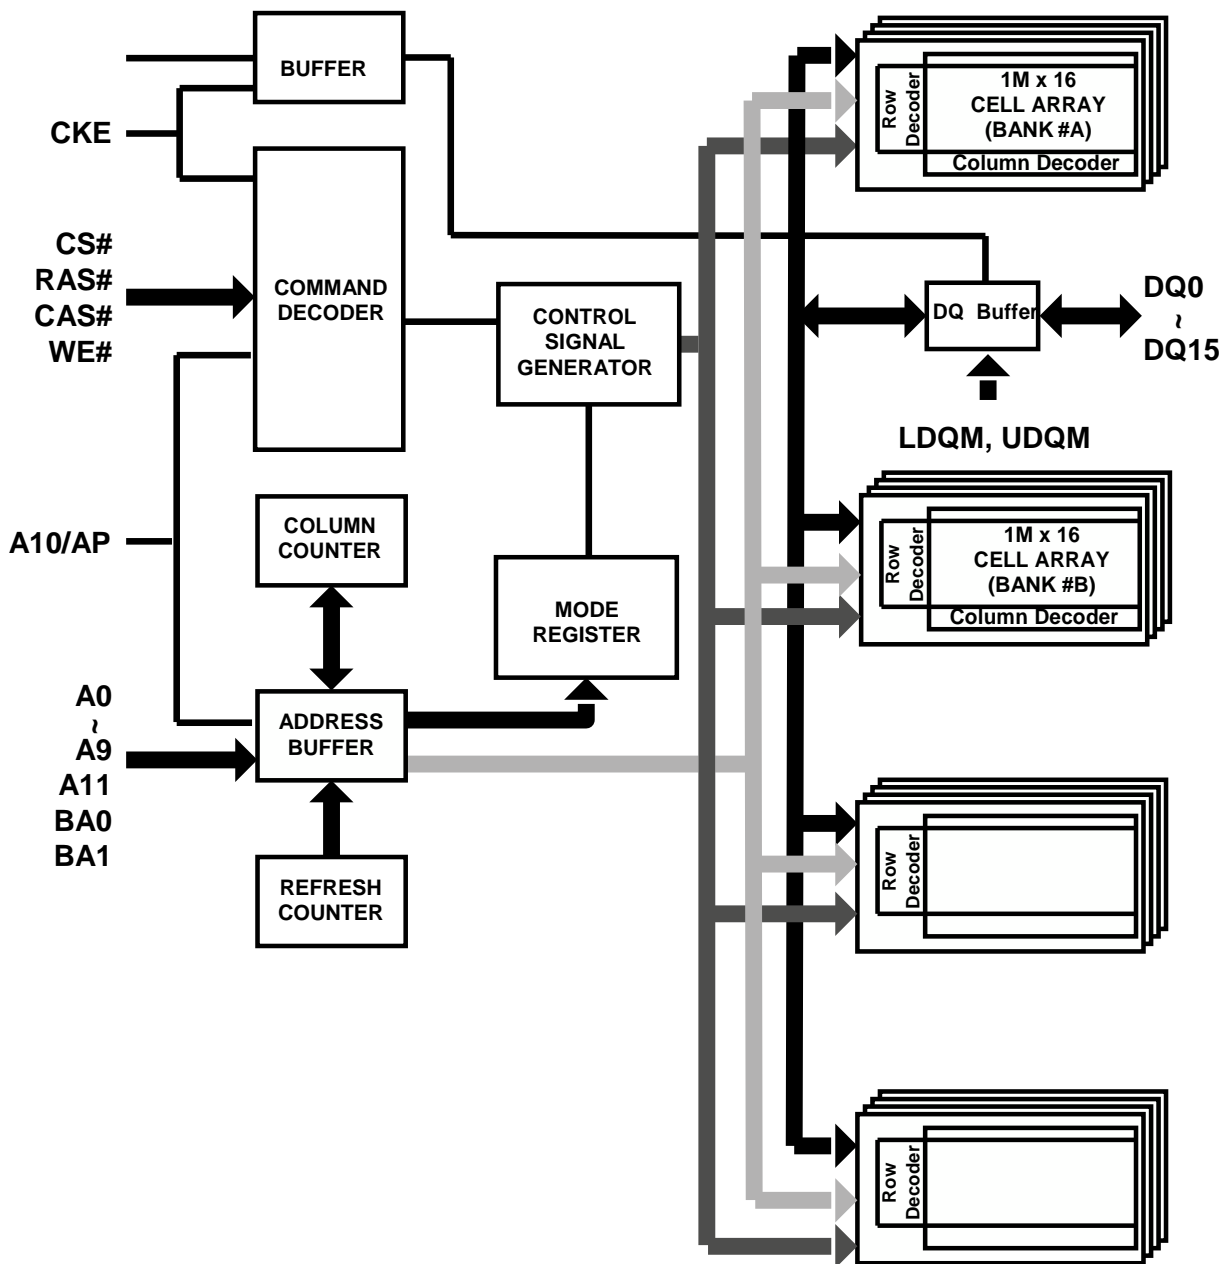 BUFFER
CKE
CS#
RAS#
CAS#
WE#
COMMAND
DECODER
CONTROL
SIGNAL
GENERATOR
A10/AP
COLUMN
COUNTER
MODE
REGISTER
A0
~
A9
A11
BA0
BA1
ADDRESS
BUFFER
REFRESH
COUNTER
Row
Decoder
1M x 16
CELL ARRAY
(BANK #A)
Column Decoder
DQ Buffer
DQ0
~
DQ15
LDQM, UDQM
Row
Decoder
1M x 16
CELL ARRAY
(BANK #B)
Column Decoder
Row
Decoder
Row
Decoder